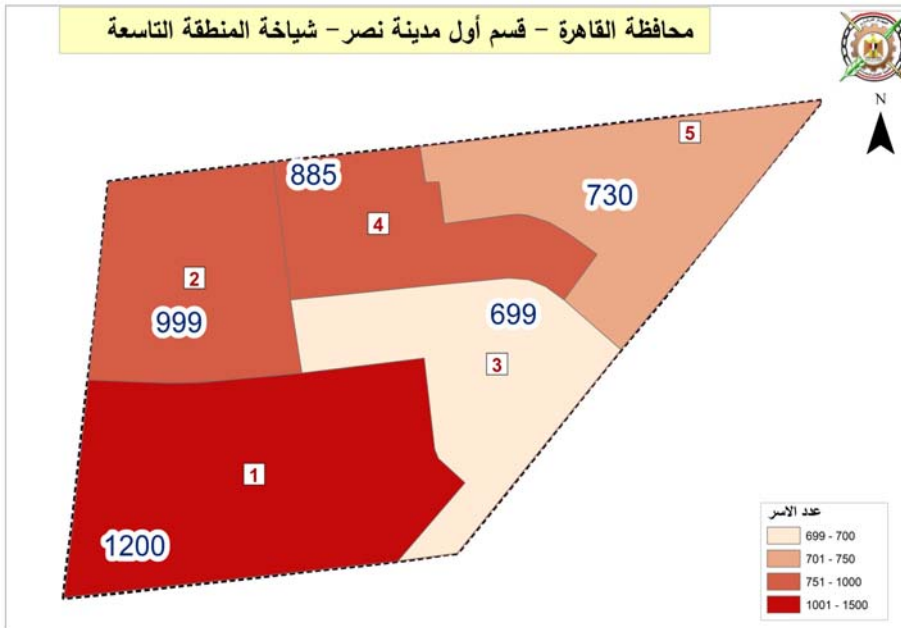 محافظة القاهرة - قسم أول مدينة نصر- شياخة المنطقة التاسعة
N
5
885
730
4
2
999
699
3
1
1200
عدد الاسر
699 - 700
701 - 750
751 - 1000
1001 - 1500